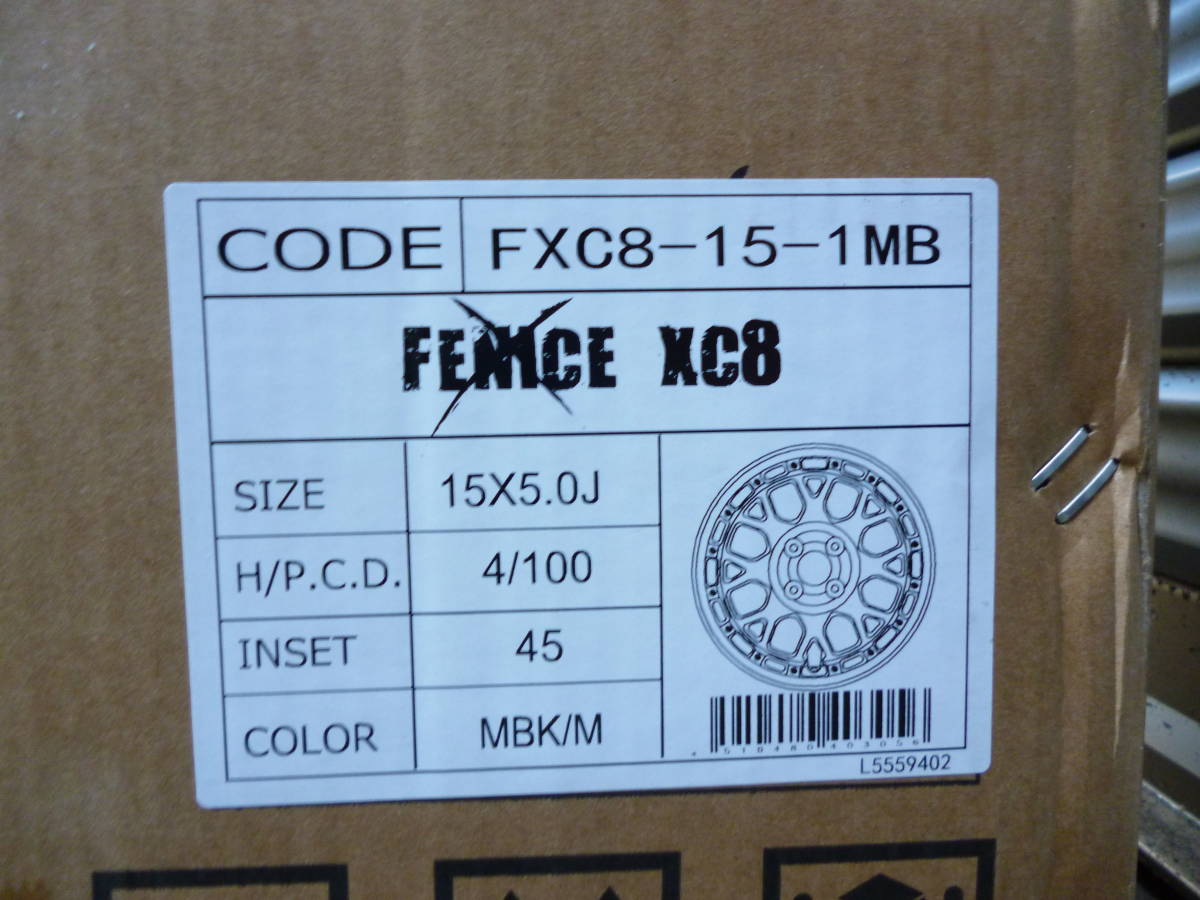 CODE FXC8-15-1MB
FENICE XC8
SIZE 15X5.0J
H/P.C.D. 4/100
INSET 45
COLOR MBK/M
L5559402